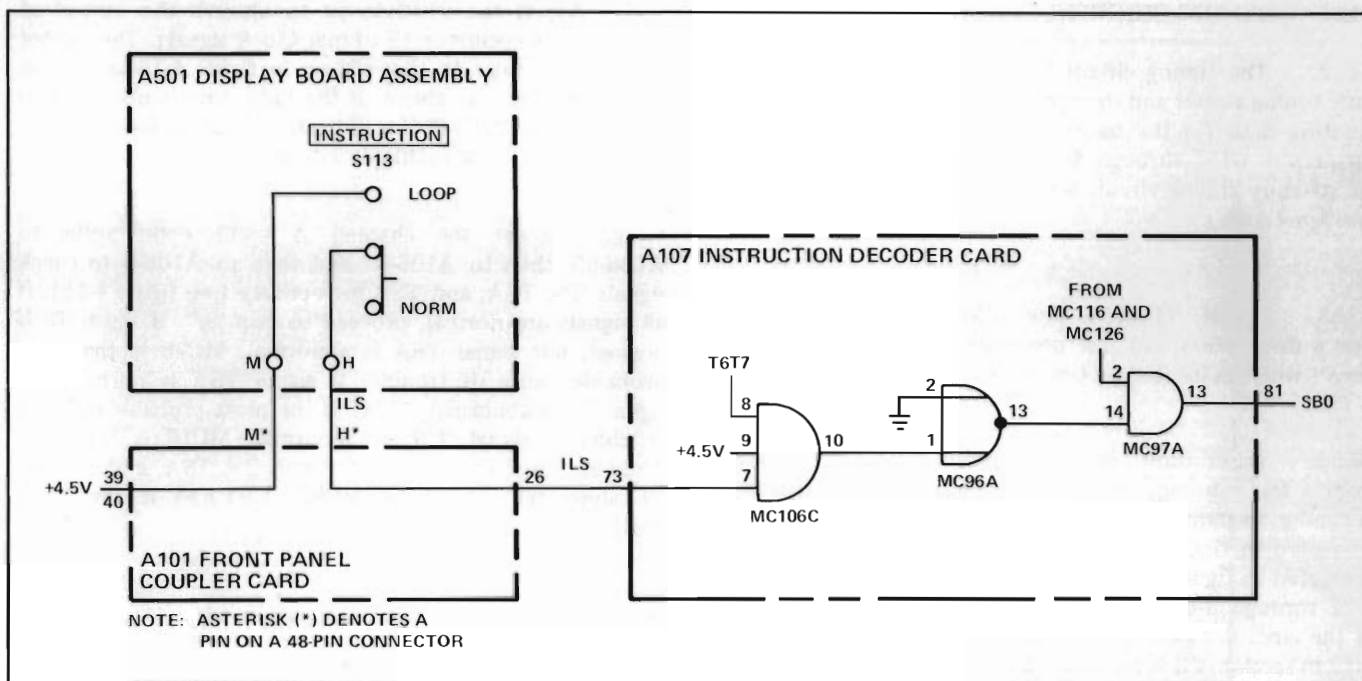 A501 DISPLAY BOARD ASSEMBLY
INSTRUCTION
S113
LOOP
NORM
M
H
ILS
M*
H*
+4.5V
39
40
26
ILS
73
A101 FRONT PANEL
COUPLER CARD
NOTE: ASTERISK (*) DENOTES A
PIN ON A 48-PIN CONNECTOR
A107 INSTRUCTION DECODER CARD
FROM
MC116 AND
MC126
T6T7
8
+4.5V
9
7
10
MC106C
2
1
13
MC96A
2
14
13
MC97A
81
SB0